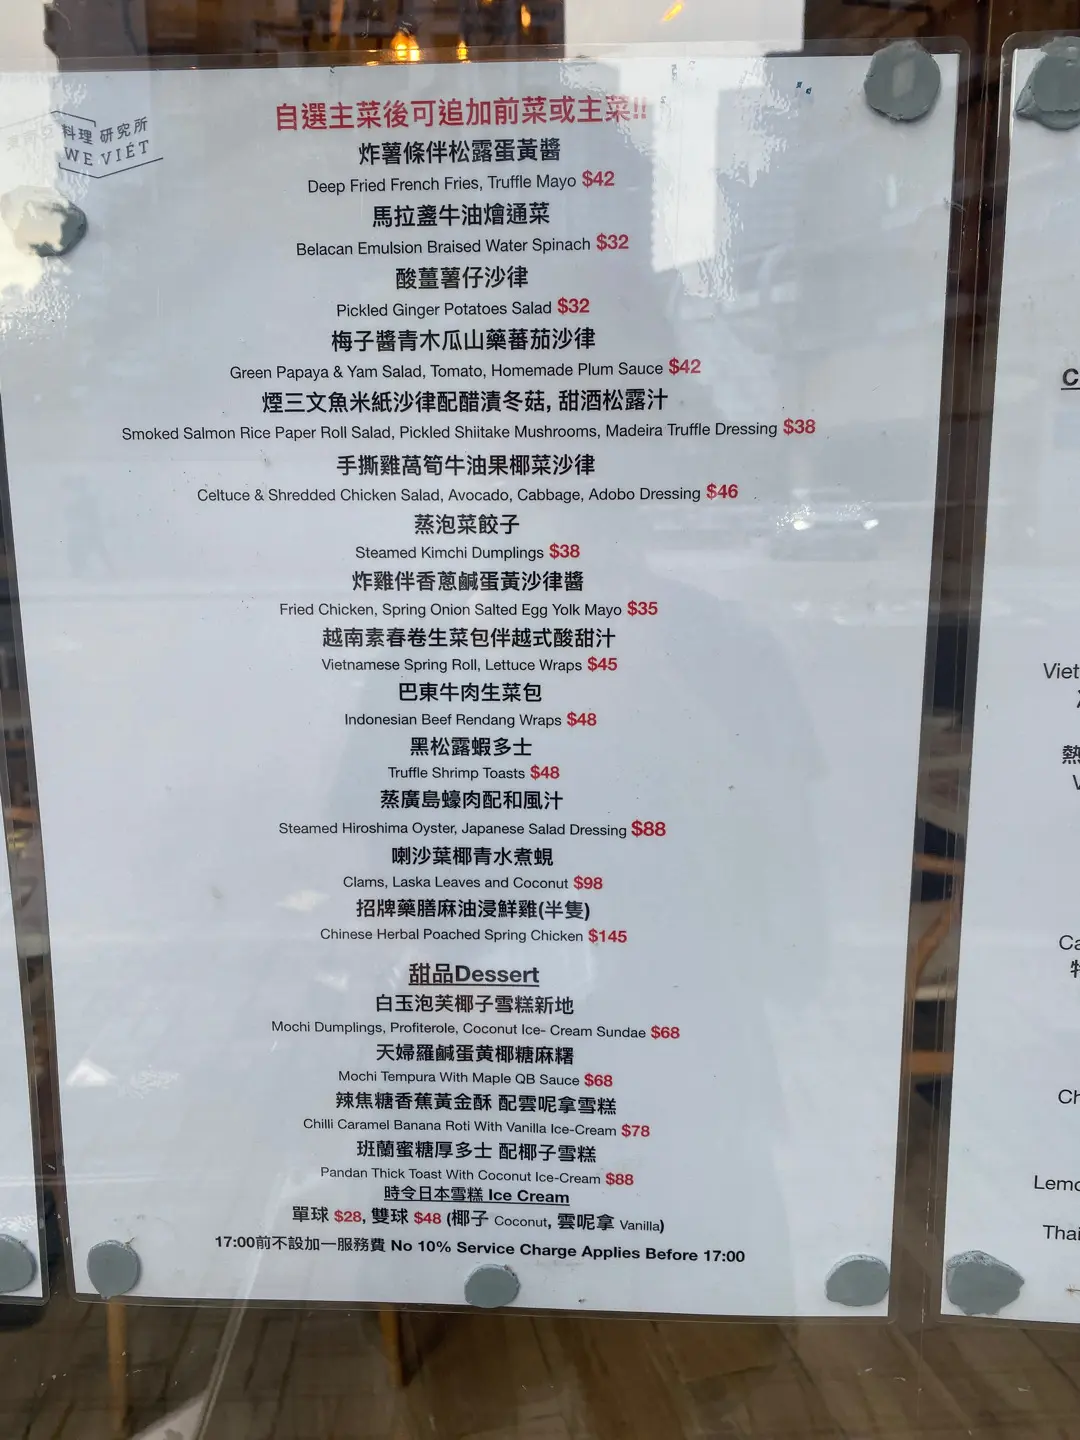 料理 研究所
WE VIÊT
自選主菜後可追加前菜或主菜!!
炸薯條伴松露蛋黃醬
Deep Fried French Fries, Truffle Mayo $42
馬拉盞牛油燴通菜
Belacan Emulsion Braised Water Spinach $32
酸薑薯仔沙律
Pickled Ginger Potatoes Salad $32
梅子醬青木瓜山藥蕃茄沙律
Green Papaya & Yam Salad, Tomato, Homemade Plum Sauce $42
煙三文魚米紙沙律配醋漬冬菇, 甜酒松露汁
Smoked Salmon Rice Paper Roll Salad, Pickled Shiitake Mushrooms, Madeira Truffle Dressing $38
手撕雞萵筍牛油果椰菜沙律
Celtuce & Shredded Chicken Salad, Avocado, Cabbage, Adobo Dressing $46
蒸泡菜餃子
Steamed Kimchi Dumplings $38
炸雞伴香蔥鹹蛋黃沙律醬
Fried Chicken, Spring Onion Salted Egg Yolk Mayo $35
越南素春卷生菜包伴越式酸甜汁
Vietnamese Spring Roll, Lettuce Wraps $45
巴東牛肉生菜包
Indonesian Beef Rendang Wraps $48
黑松露蝦多士
Truffle Shrimp Toasts $48
蒸廣島蠔肉配和風汁
Steamed Hiroshima Oyster, Japanese Salad Dressing $88
喇沙葉椰青水煮蜆
Clams, Laska Leaves and Coconut $98
招牌藥膳麻油浸鮮雞(半隻)
Chinese Herbal Poached Spring Chicken $145
甜品Dessert
白玉泡芙椰子雪糕新地
Mochi Dumplings, Profiterole, Coconut Ice- Cream Sundae $68
天婦羅鹹蛋黃椰糖麻糬
Mochi Tempura With Maple QB Sauce $68
辣焦糖香蕉黃金酥 配雲呢拿雪糕
Chilli Caramel Banana Roti With Vanilla Ice-Cream $78
班蘭蜜糖厚多士 配椰子雪糕
Pandan Thick Toast With Coconut Ice-Cream $88
時令日本雪糕 Ice Cream
單球 $28, 雙球 $48 (椰子 Coconut, 雲呢拿 Vanilla)
17:00前不設加一服務費 No 10% Service Charge Applies Before 17:00